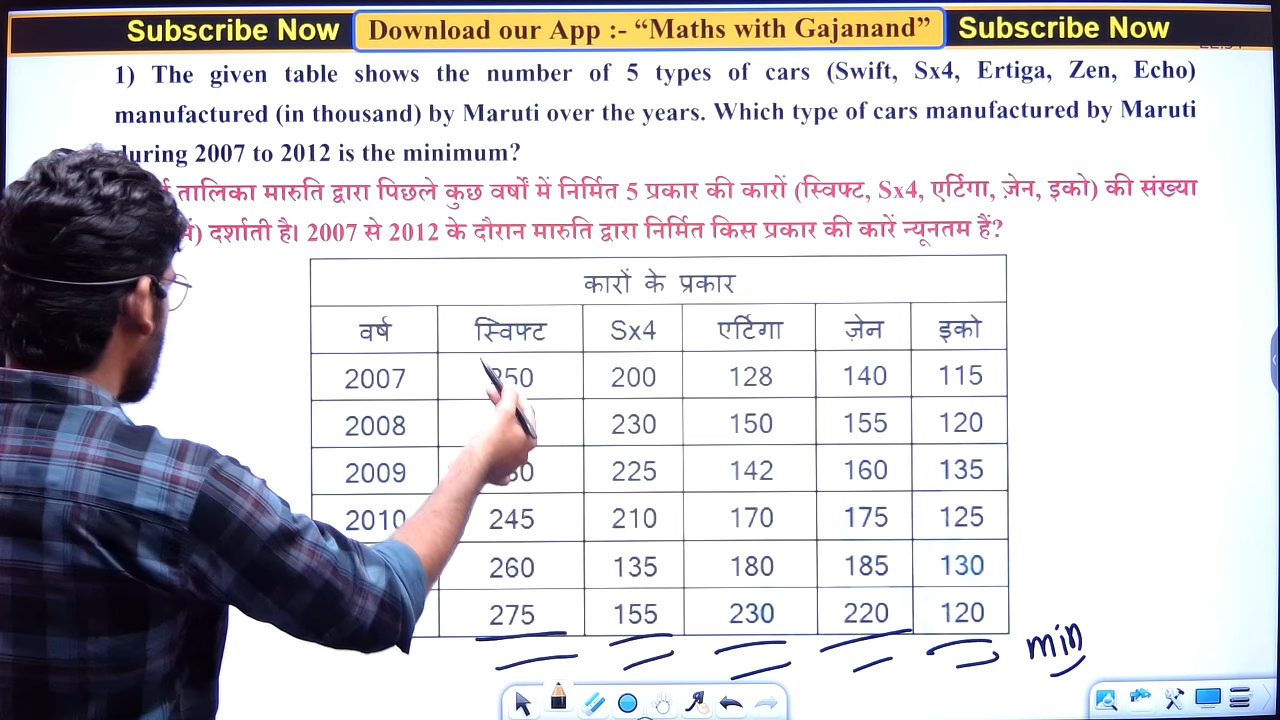 Subscribe Now Download our App :- “Maths with Gajanand” Subscribe Now
1) The given table shows the number of 5 types of cars (Swift, Sx4, Ertiga, Zen, Echo)
manufactured (in thousand) by Maruti over the years. Which type of cars manufactured by Maruti
during 2007 to 2012 is the minimum?
तालिका मारुति द्वारा पिछले कुछ वर्षों में निर्मित 5 प्रकार की कारों (स्विफ्ट, Sx4, एर्टिगा, ज़ेन, इको) की संख्या
दर्शाती है। 2007 से 2012 के दौरान मारुति द्वारा निर्मित किस प्रकार की कारें न्यूनतम हैं?
कारों के प्रकार
वर्ष स्विफ्ट Sx4 एर्टिगा ज़ेन इको
2007 200 128 140 115
2008 230 150 155 120
2009 225 142 160 135
2010 245 210 170 175 125
260 135 180 185 130
275 155 230 220 120
min